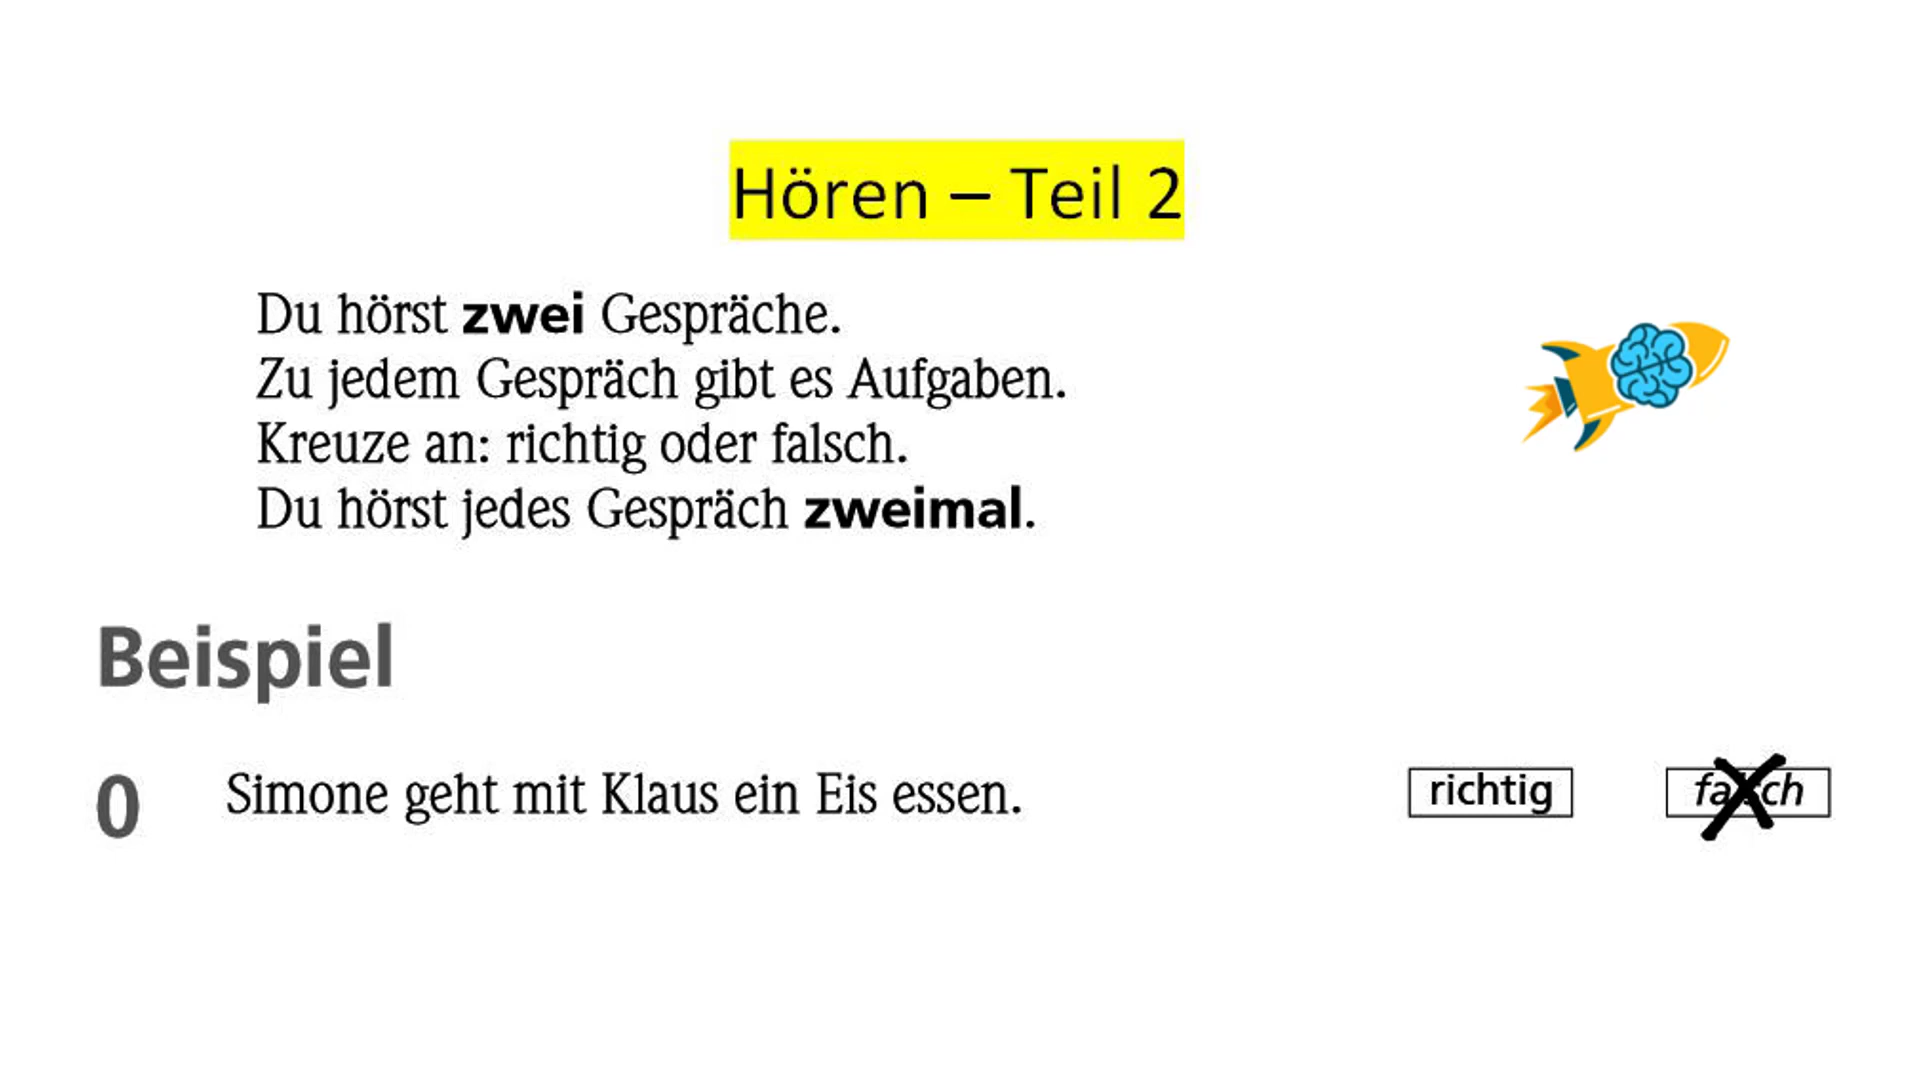 Hören – Teil 2
Du hörst zwei Gespräche.
Zu jedem Gespräch gibt es Aufgaben.
Kreuze an: richtig oder falsch.
Du hörst jedes Gespräch zweimal.
Beispiel
0 Simone geht mit Klaus ein Eis essen. richtig falsch